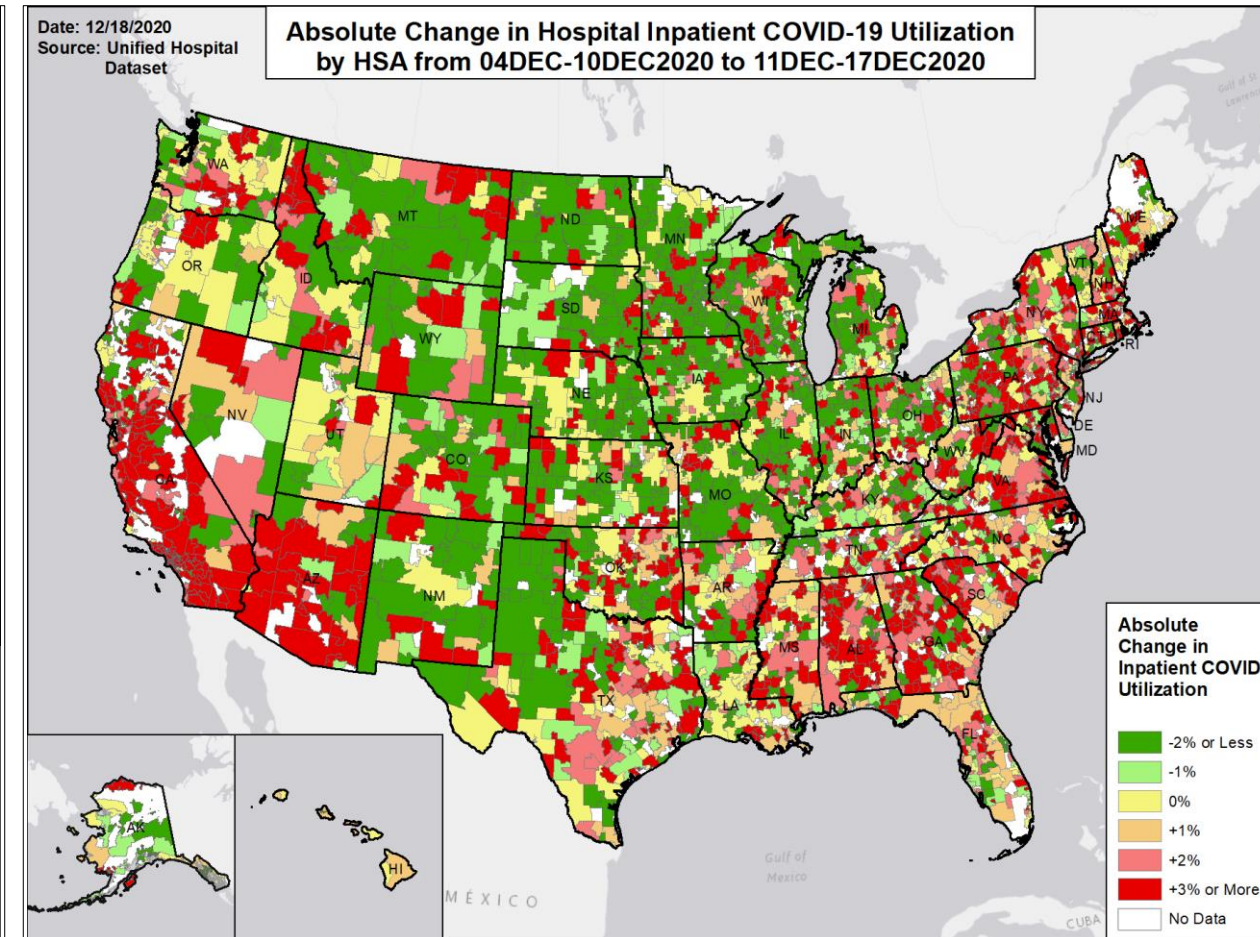 Date: 12/18/2020
Source: Unified Hospital
Dataset
Absolute Change in Hospital Inpatient COVID-19 Utilization
by HSA from 04DEC-10DEC2020 to 11DEC-17DEC2020
Gulf of St
Lawrence
WA
MT
ND
MN
ME
OR
ID
WY
SD
WI
MI
VT
NH
NY
MA
CT
RI
NV
UT
CO
NE
IA
IL
IN
OH
PA
NJ
DE
MD
WV
VA
CA
AZ
NM
KS
MO
KY
OK
AR
TN
NC
SC
MS
AL
GA
TX
LA
FL
AK
HI
Gulf of
Mexico
MÉXICO
CUBA
Absolute
Change in
Inpatient COVID
Utilization
-2% or Less
-1%
0%
+1%
+2%
+3% or More
No Data